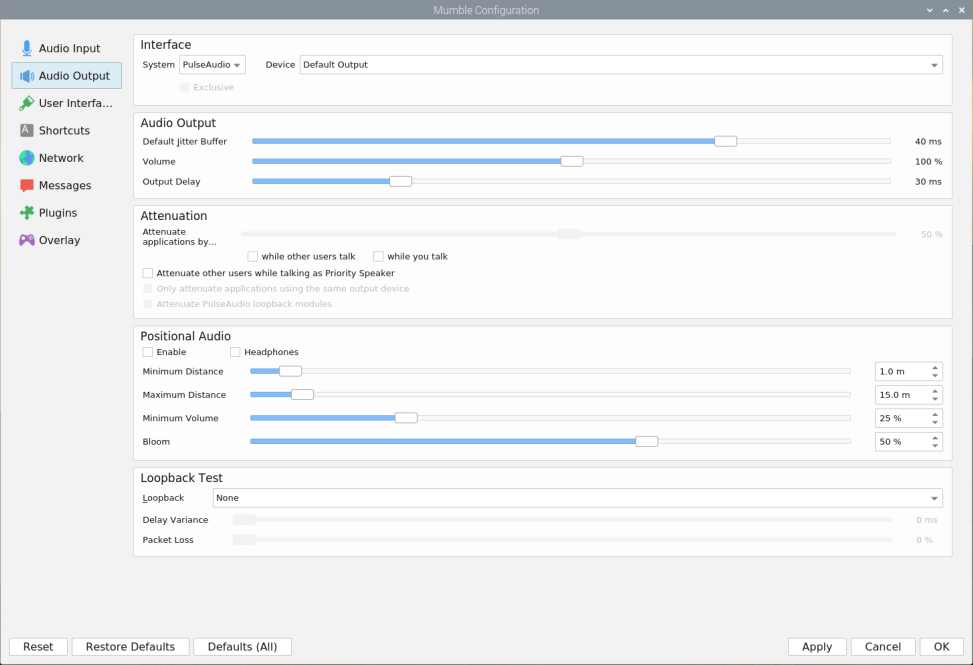 Mumble Configuration
Audio Input
Audio Output
User Interfa...
Shortcuts
Network
Messages
Plugins
Overlay
Interface
System PulseAudio Device Default Output
Exclusive
Audio Output
Default Jitter Buffer 40 ms
Volume 100 %
Output Delay 30 ms
Attenuation
Attenuate
applications by... 50 %
while other users talk while you talk
Attenuate other users while talking as Priority Speaker
Only attenuate applications using the same output device
Attenuate PulseAudio loopback modules
Positional Audio
Enable Headphones
Minimum Distance 1.0 m
Maximum Distance 15.0 m
Minimum Volume 25 %
Bloom 50 %
Loopback Test
Loopback None
Delay Variance 0 ms
Packet Loss 0 %
Reset Restore Defaults Defaults (All) Apply Cancel OK